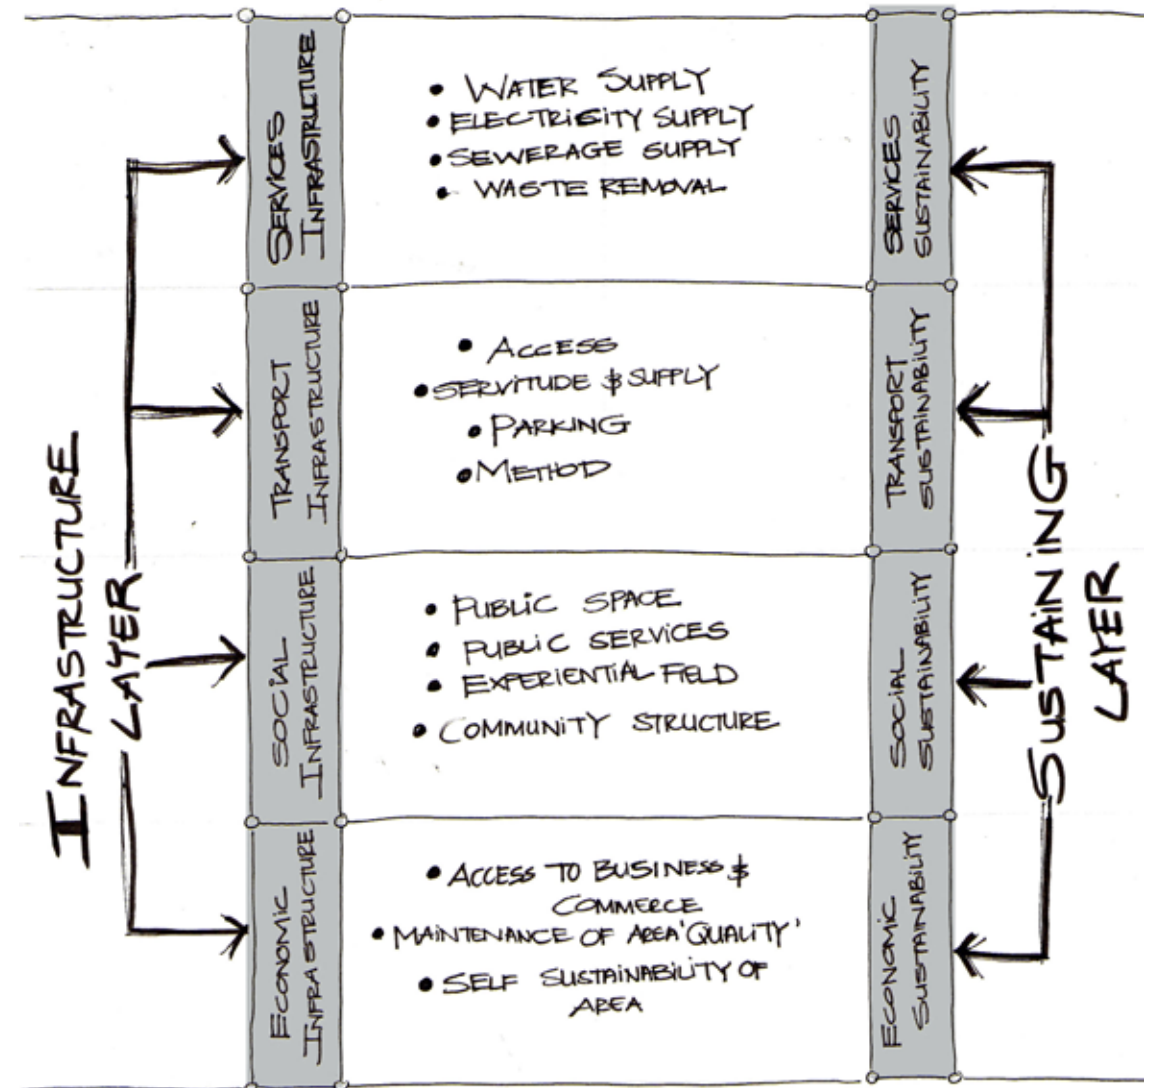 INFRASTRUCTURE
LAYER
SERVICES
INFRASTRUCTURE
• WATER SUPPLY
• ELECTRICITY SUPPLY
• SEWERAGE SUPPLY
• WASTE REMOVAL
SERVICES
SUSTAINABILITY
TRANSPORT
INFRASTRUCTURE
• ACCESS
• SERVITUDE & SUPPLY
• PARKING
• METHOD
TRANSPORT
SUSTAINABILITY
SOCIAL
INFRASTRUCTURE
• PUBLIC SPACE
• PUBLIC SERVICES
• EXPERIENTIAL FIELD
• COMMUNITY STRUCTURE
SOCIAL
SUSTAINABILITY
ECONOMIC
INFRASTRUCTURE
• ACCESS TO BUSINESS &
COMMERCE
• MAINTENANCE OF AREA 'QUALITY'
• SELF SUSTAINABILITY OF
AREA
ECONOMIC
SUSTAINABILITY
SUSTAINING
LAYER